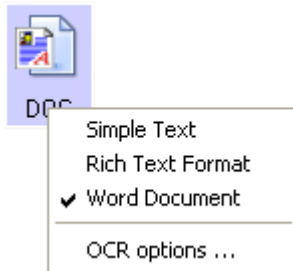 DOC
Simple Text
Rich Text Format
Word Document
OCR options ...